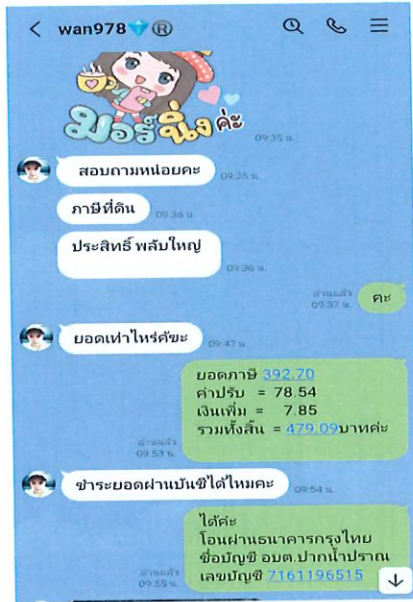 wan978 ®
มอร์นิ่งค่ะ
09:35 น.
สอบถามหน่อยคะ
09:35 น.
ภาษีที่ดิน
09:36 น.
ประสิทธิ์ พลับใหญ่
09:36 น.
อ่านแล้ว
09:37 น.
คะ
ยอดเท่าไหร่คัขะ
09:42 น.
ยอดภาษี 392.70
ค่าปรับ = 78.54
เงินเพิ่ม = 7.85
รวมทั้งสิ้น = 479.09บาทค่ะ
อ่านแล้ว
09:53 น.
ชำระยอดผ่านบันชีได้ไหมคะ
09:54 น.
ได้ค่ะ
โอนผ่านธนาคารกรุงไทย
ชื่อบัญชี อบต.ปากน้ำปราณ
เลขบัญชี 7161196515
อ่านแล้ว
09:55 น.